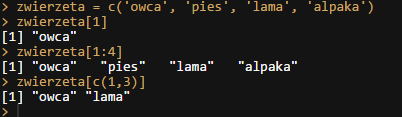 > zwierzeta = c('owca', 'pies', 'lama', 'alpaka')
> zwierzeta[1]
[1] "owca"
> zwierzeta[1:4]
[1] "owca"   "pies"   "lama"   "alpaka"
> zwierzeta[c(1,3)]
[1] "owca" "lama"
>